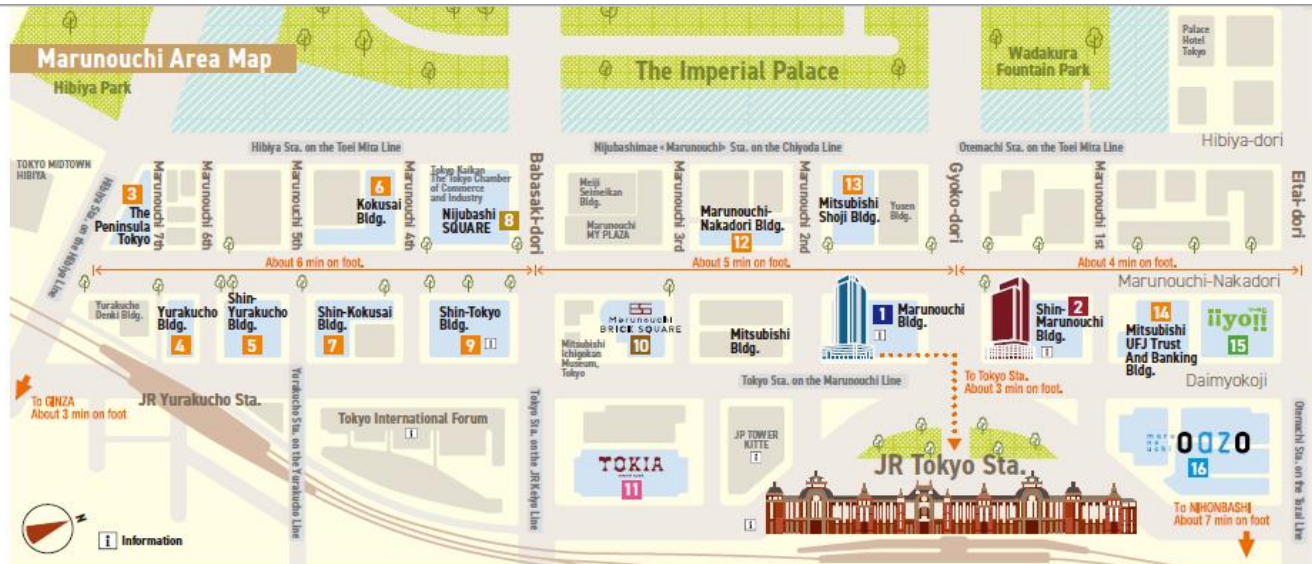 Marunouchi Area Map
Hibiya Park
The Imperial Palace
Wadakura
Fountain Park
Palace
Hotel
Tokyo
Hibiya-dori
TOKYO MIDTOWN
HIBIYA
Hibiya Sta. on the Hibiya Line
Hibiya Sta. on the Toei Mita Line
Nijubashimae <Marunouchi> Sta. on the Chiyoda Line
Otemachi Sta. on the Toei Mita Line
3
The
Peninsula
Tokyo
Marunouchi 7th
Marunouchi 6th
Marunouchi 5th
6
Kokusai
Bldg.
Marunouchi 4th
Tokyo Kaikan
The Tokyo Chamber
of Commerce
and Industry
Nijubashi
SQUARE
8
Babasaki-dori
Meiji
Seimeikan
Bldg.
Marunouchi
MY PLAZA
Marunouchi 3rd
Marunouchi-
Nakadori Bldg.
12
Marunouchi 2nd
13
Mitsubishi
Shoji Bldg.
Yusen
Bldg.
Gyoko-dori
Marunouchi 1st
Eitai-dori
About 6 min on foot.
About 5 min on foot.
About 4 min on foot.
Marunouchi-Nakadori
Yurakucho
Denki Bldg.
Yurakucho
Bldg.
4
Shin-
Yurakucho
Bldg.
5
Shin-Kokusai
Bldg.
7
Shin-Tokyo
Bldg.
9 i
Mitsubishi
Ichigokan
Museum,
Tokyo
Marunouchi
BRICK SQUARE
10
Mitsubishi
Bldg.
1 Marunouchi
Bldg.
i
Shin- 2
Marunouchi
Bldg.
i
14
Mitsubishi
UFJ Trust
And Banking
Bldg.
iiyo!!
15
Daimyokoji
To GINZA
About 3 min on foot
JR Yurakucho Sta.
Yurakucho Sta. on the Yurakucho Line
Tokyo International Forum
i
Tokyo Sta. on the JR Keiyo Line
Tokyo Sta. on the Marunouchi Line
To Tokyo Sta.
About 3 min on foot
TOKIA
11
JP TOWER
KITTE
i
i
JR Tokyo Sta.
maru
no
uchi
OAZO
16
Otemachi Sta. on the Tozai Line
To NIHONBASHI
About 7 min on foot
N
i Information